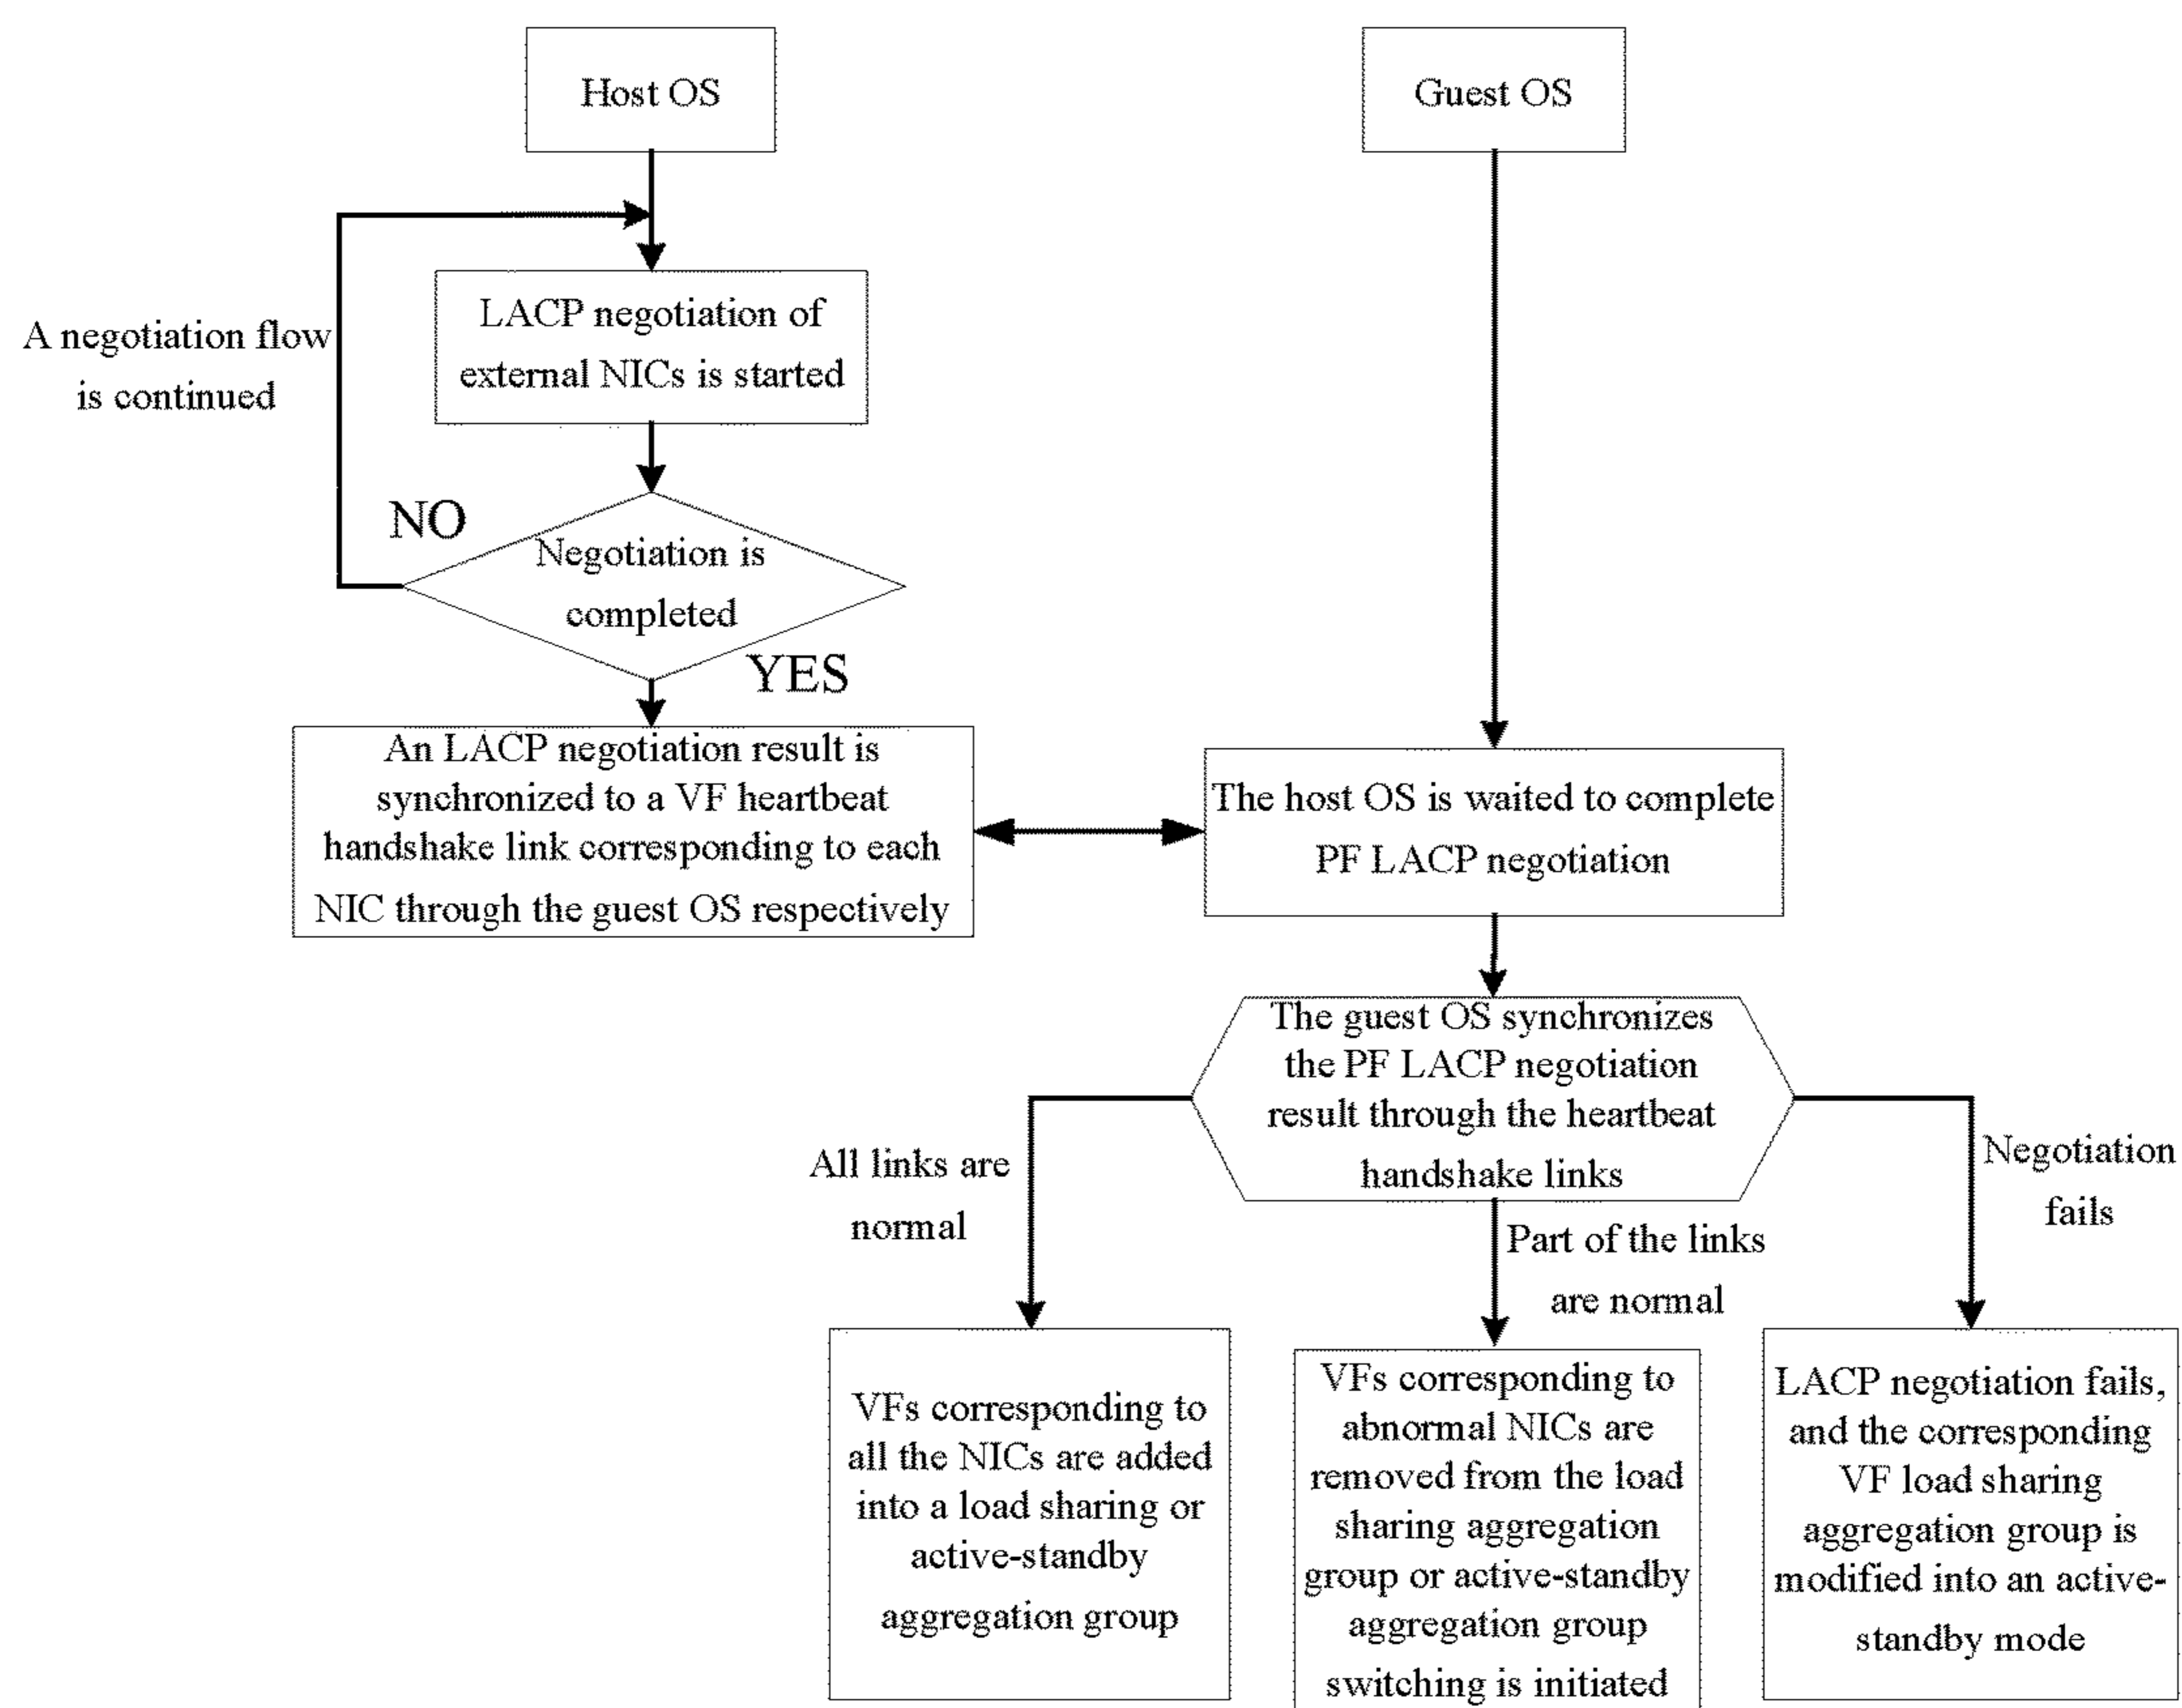 Host OS
Guest OS
LACP negotiation of
external NICs is started
A negotiation flow
is continued
NO
Negotiation is
completed
YES
An LACP negotiation result is
synchronized to a VF heartbeat
handshake link corresponding to each
NIC through the guest OS respectively
The host OS is waited to complete
PF LACP negotiation
The guest OS synchronizes
the PF LACP negotiation
result through the heartbeat
handshake links
All links are
normal
Part of the links
are normal
Negotiation
fails
VFs corresponding to
all the NICs are added
into a load sharing or
active-standby
aggregation group
VFs corresponding to
abnormal NICs are
removed from the load
sharing aggregation
group or active-standby
aggregation group
switching is initiated
LACP negotiation fails,
and the corresponding
VF load sharing
aggregation group is
modified into an active-
standby mode